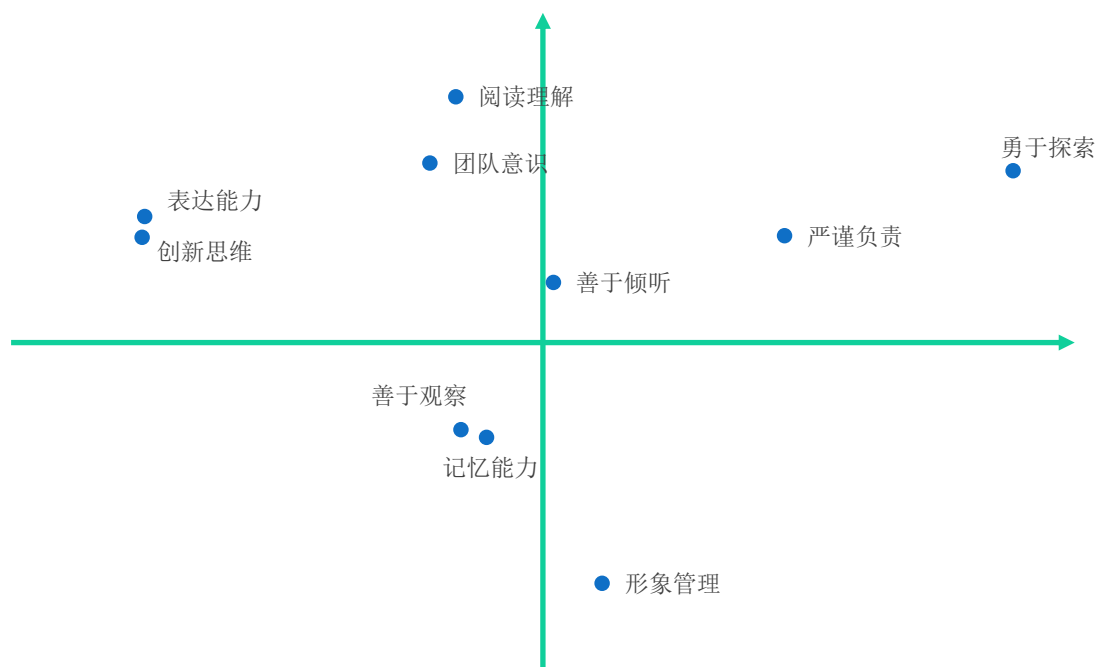 阅读理解
勇于探索
团队意识
表达能力
严谨负责
创新思维
善于倾听
善于观察
记忆能力
形象管理